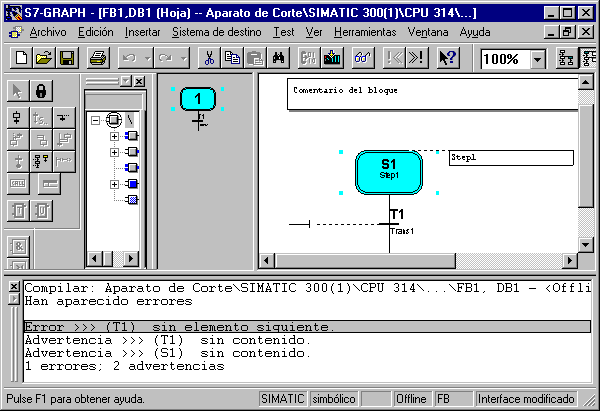 S7-GRAPH - [FB1,DB1 (Hoja) -- Aparato de Corte\SIMATIC 300(1)\CPU 314\...]
Archivo Edición Insertar Sistema de destino Test Ver Herramientas Ventana Ayuda
100%
1
T1
\
Comentario del bloque
S1
Step1
Step1
T1
Trans1
CALL
Compilar: Aparato de Corte\SIMATIC 300(1)\CPU 314\...\FB1, DB1 - <Offli
Han aparecido errores
Error >>> (T1) sin elemento siguiente.
Advertencia >>> (T1) sin contenido.
Advertencia >>> (S1) sin contenido.
1 errores; 2 advertencias
Pulse F1 para obtener ayuda.
SIMATIC
simbólico
Offline
FB
Interface modificado